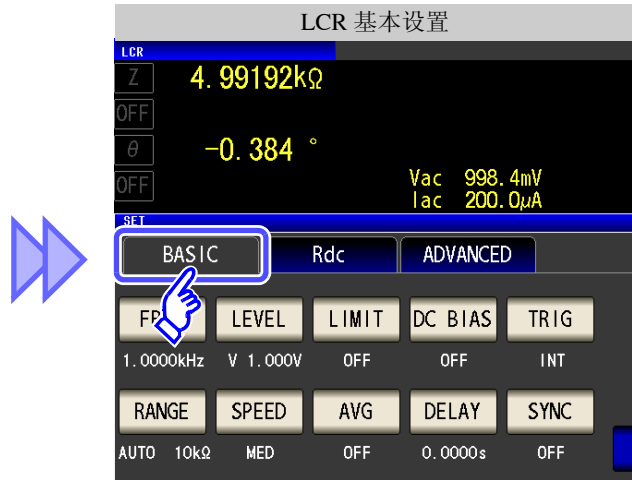 LCR 基本设置
LCR
Z 4.99192kΩ
OFF
θ -0.384 °
OFF
Vac 998.4mV
Iac 200.0μA
SET
BASIC Rdc ADVANCED
LEVEL LIMIT DC BIAS TRIG
1.0000kHz V 1.000V OFF OFF INT
RANGE SPEED AVG DELAY SYNC
AUTO 10kΩ MED OFF 0.0000s OFF